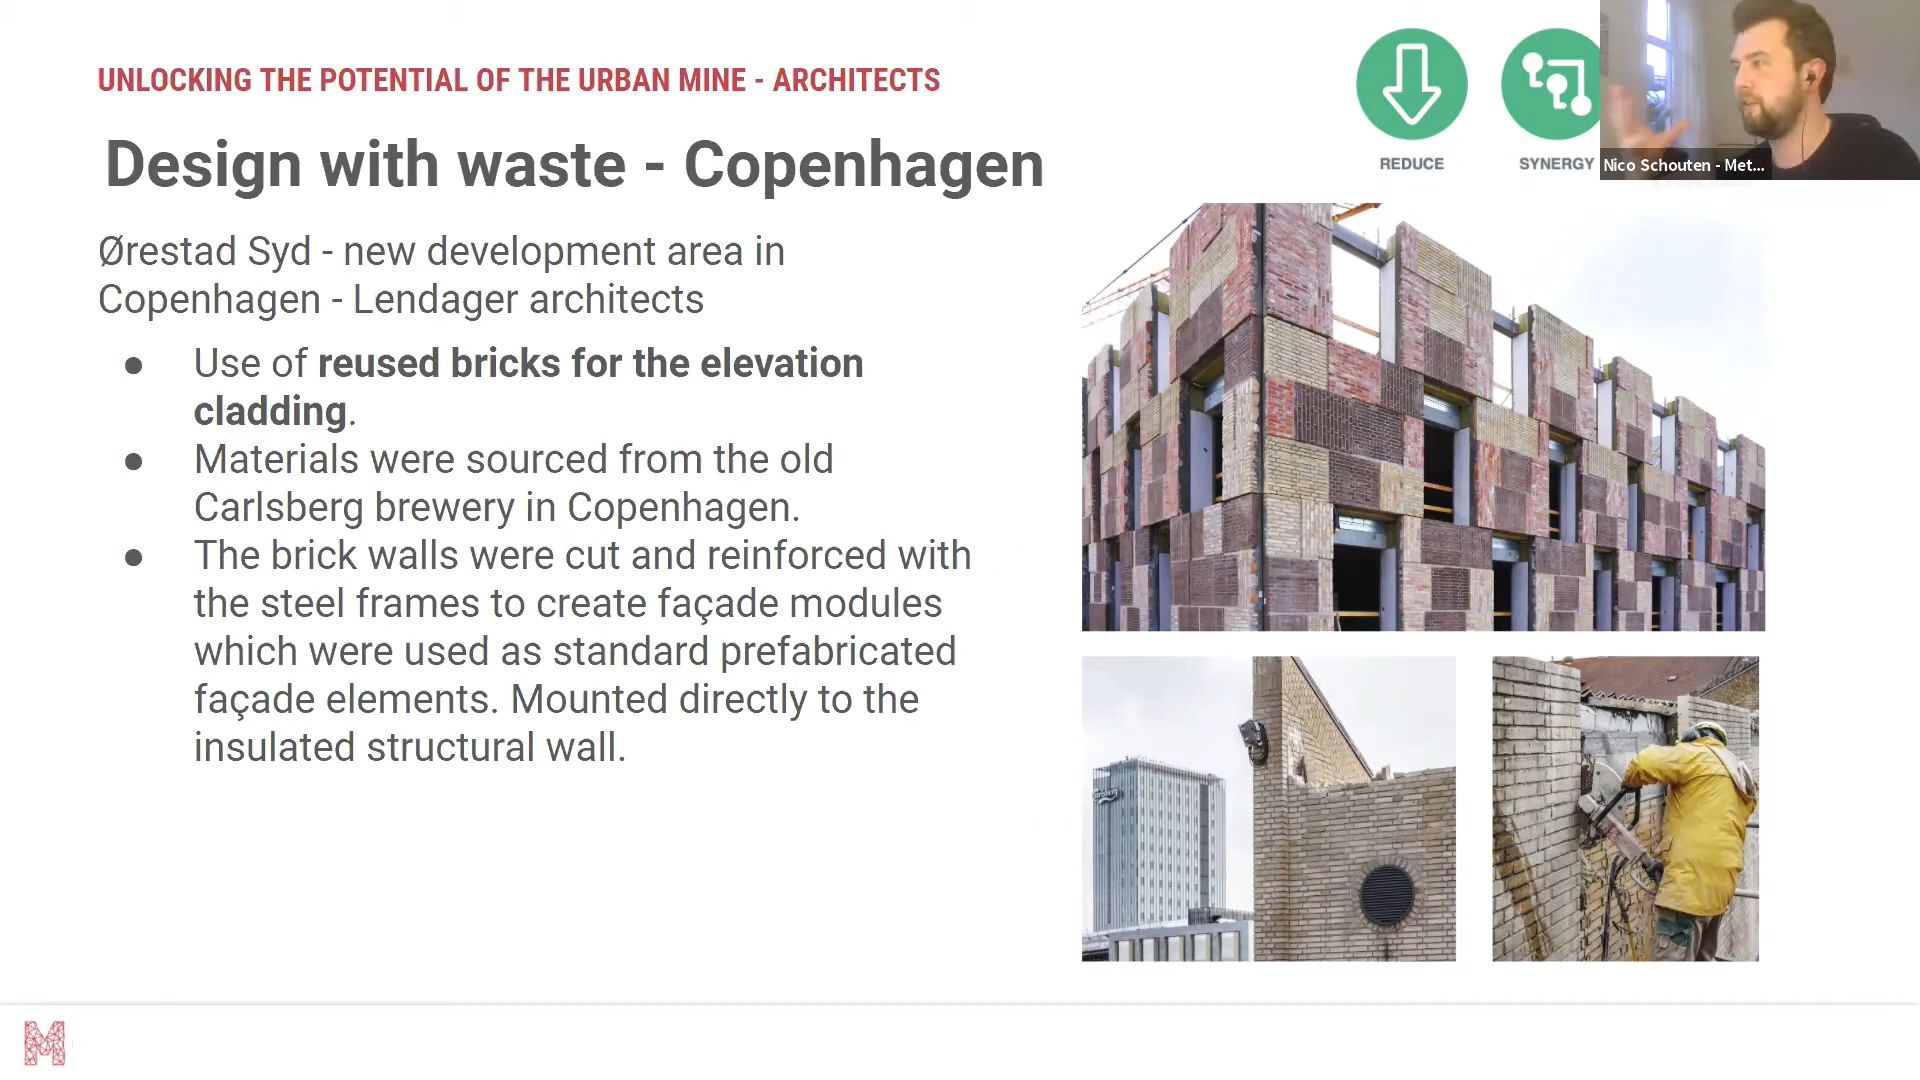 UNLOCKING THE POTENTIAL OF THE URBAN MINE - ARCHITECTS
Design with waste - Copenhagen
Ørestad Syd - new development area in
Copenhagen - Lendager architects
● Use of reused bricks for the elevation
cladding.
● Materials were sourced from the old
Carlsberg brewery in Copenhagen.
● The brick walls were cut and reinforced with
the steel frames to create façade modules
which were used as standard prefabricated
façade elements. Mounted directly to the
insulated structural wall.
REDUCE
SYNERGY
Nico Schouten - Met...
Carlsberg
M